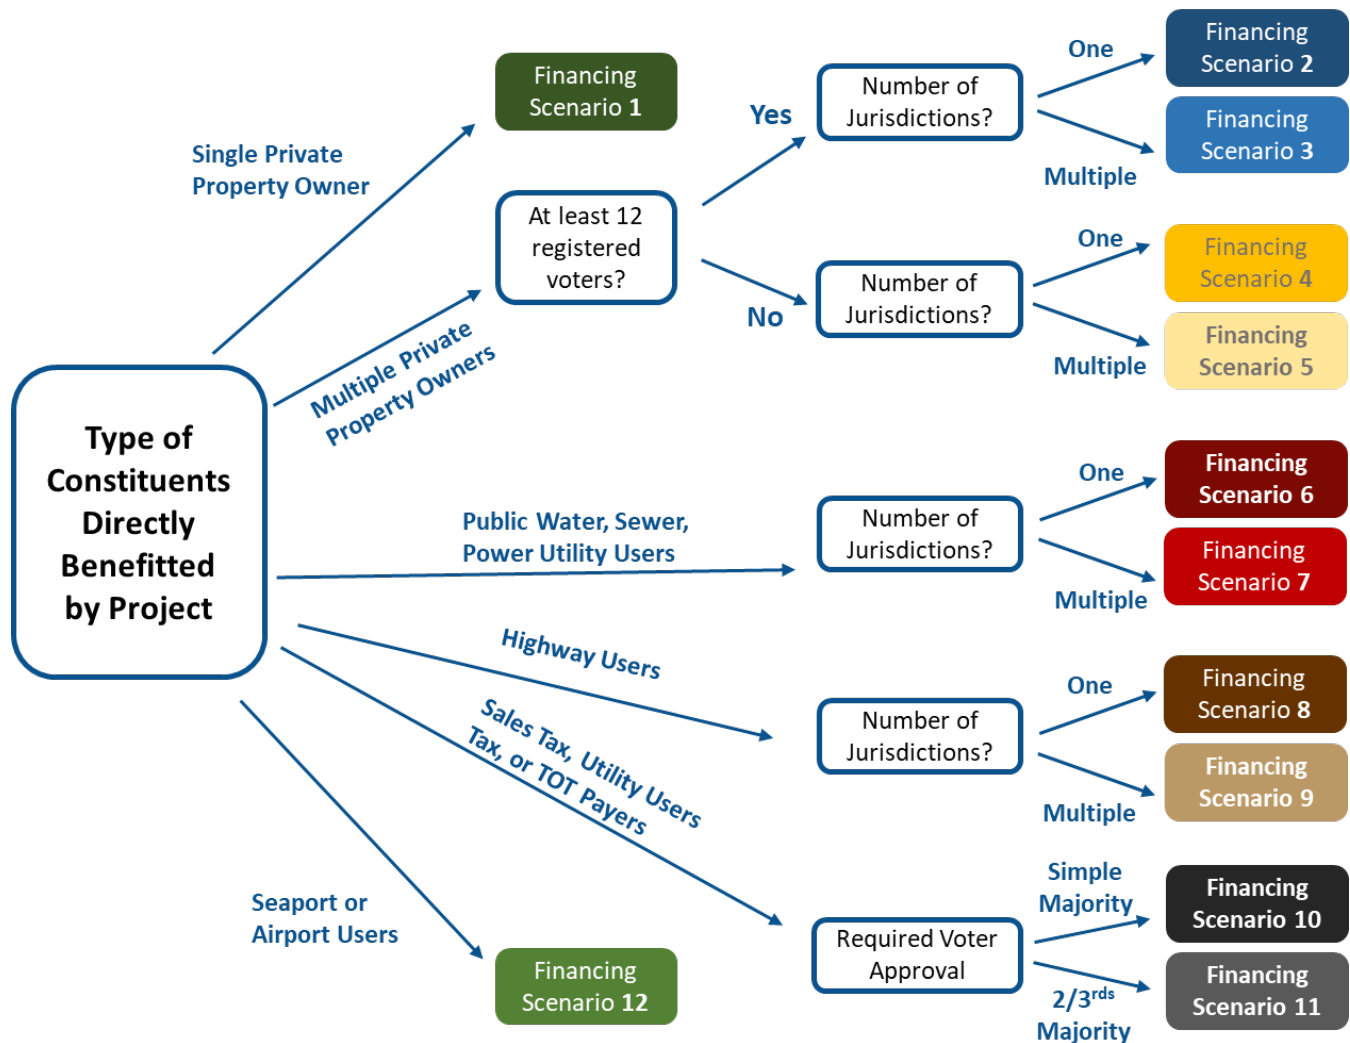 Type of
Constituents
Directly
Benefitted
by Project
Single Private
Property Owner
Financing
Scenario 1
Multiple Private
Property Owners
At least 12
registered
voters?
Yes
Number of
Jurisdictions?
One
Financing
Scenario 2
Multiple
Financing
Scenario 3
No
Number of
Jurisdictions?
One
Financing
Scenario 4
Multiple
Financing
Scenario 5
Public Water, Sewer,
Power Utility Users
Number of
Jurisdictions?
One
Financing
Scenario 6
Multiple
Financing
Scenario 7
Highway Users
Number of
Jurisdictions?
One
Financing
Scenario 8
Multiple
Financing
Scenario 9
Sales Tax, Utility Users
Tax, or TOT Payers
Required Voter
Approval
Simple
Majority
Financing
Scenario 10
2/3rds
Majority
Financing
Scenario 11
Seaport or
Airport Users
Financing
Scenario 12